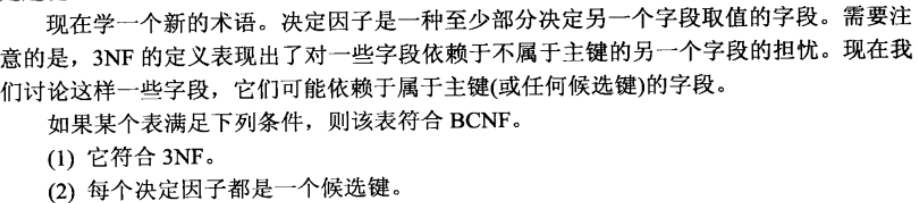 现在学一个新的术语。决定因子是一种至少部分决定另一个字段取值的字段。需要注
意的是，3NF 的定义表现出了对一些字段依赖于不属于主键的另一个字段的担忧。现在我
们讨论这样一些字段，它们可能依赖于属于主键(或任何候选键)的字段。
如果某个表满足下列条件，则该表符合 BCNF。
(1) 它符合 3NF。
(2) 每个决定因子都是一个候选键。